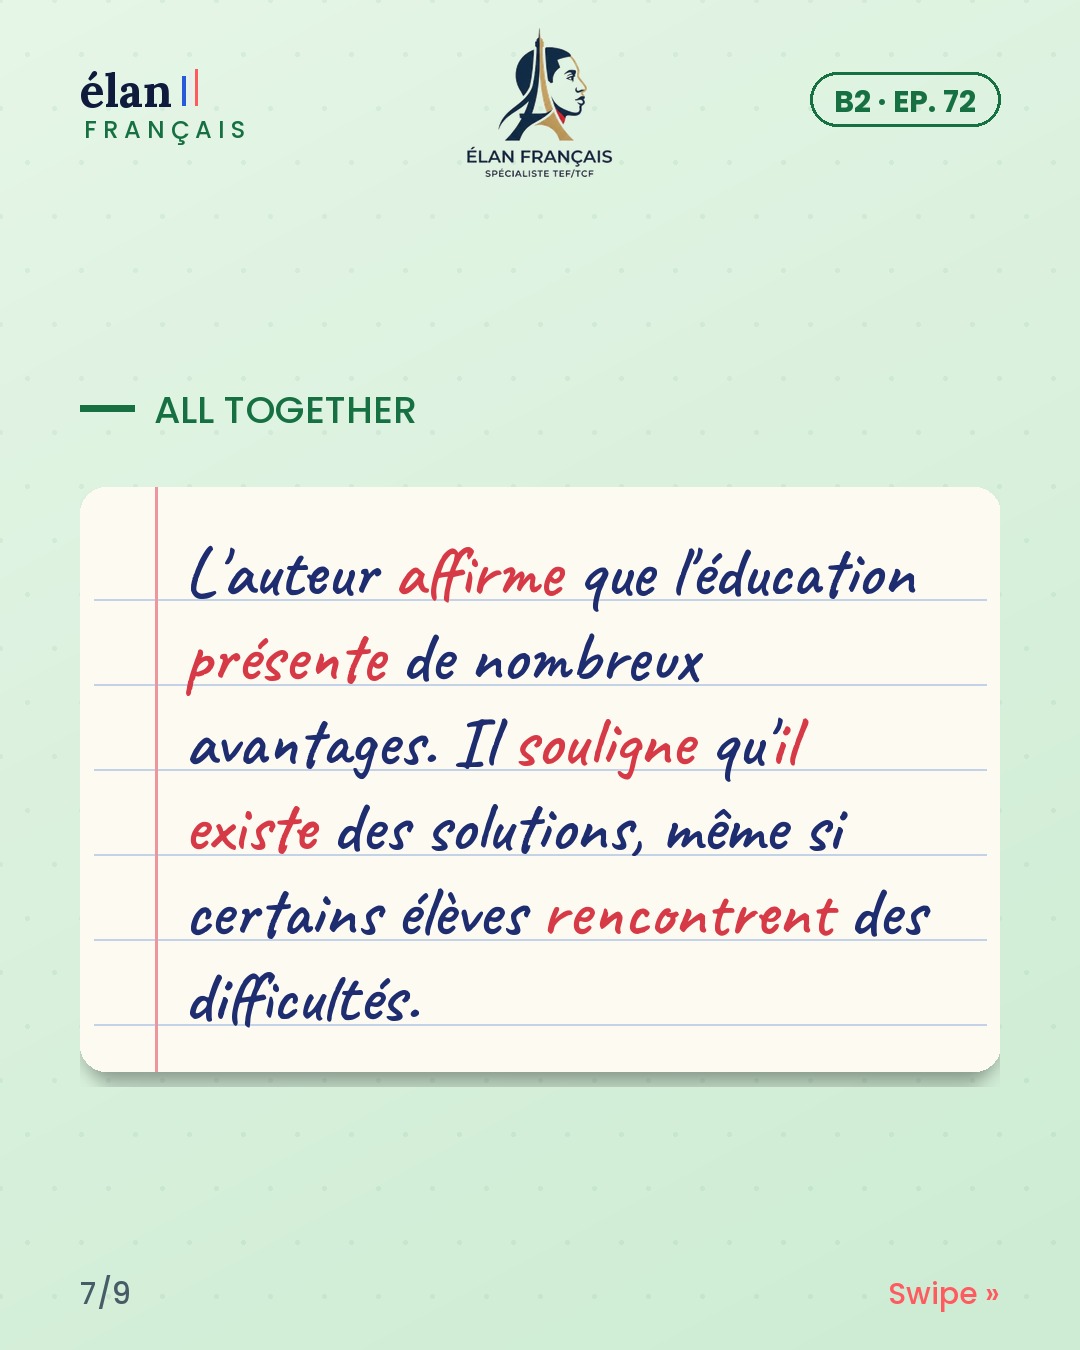 élan
FRANÇAIS
ÉLAN FRANÇAIS
SPÉCIALISTE TEF/TCF
B2 · EP. 72
ALL TOGETHER
L'auteur affirme que l'éducation
présente de nombreux
avantages. Il souligne qu'il
existe des solutions, même si
certains élèves rencontrent des
difficultés.
7/9
Swipe »